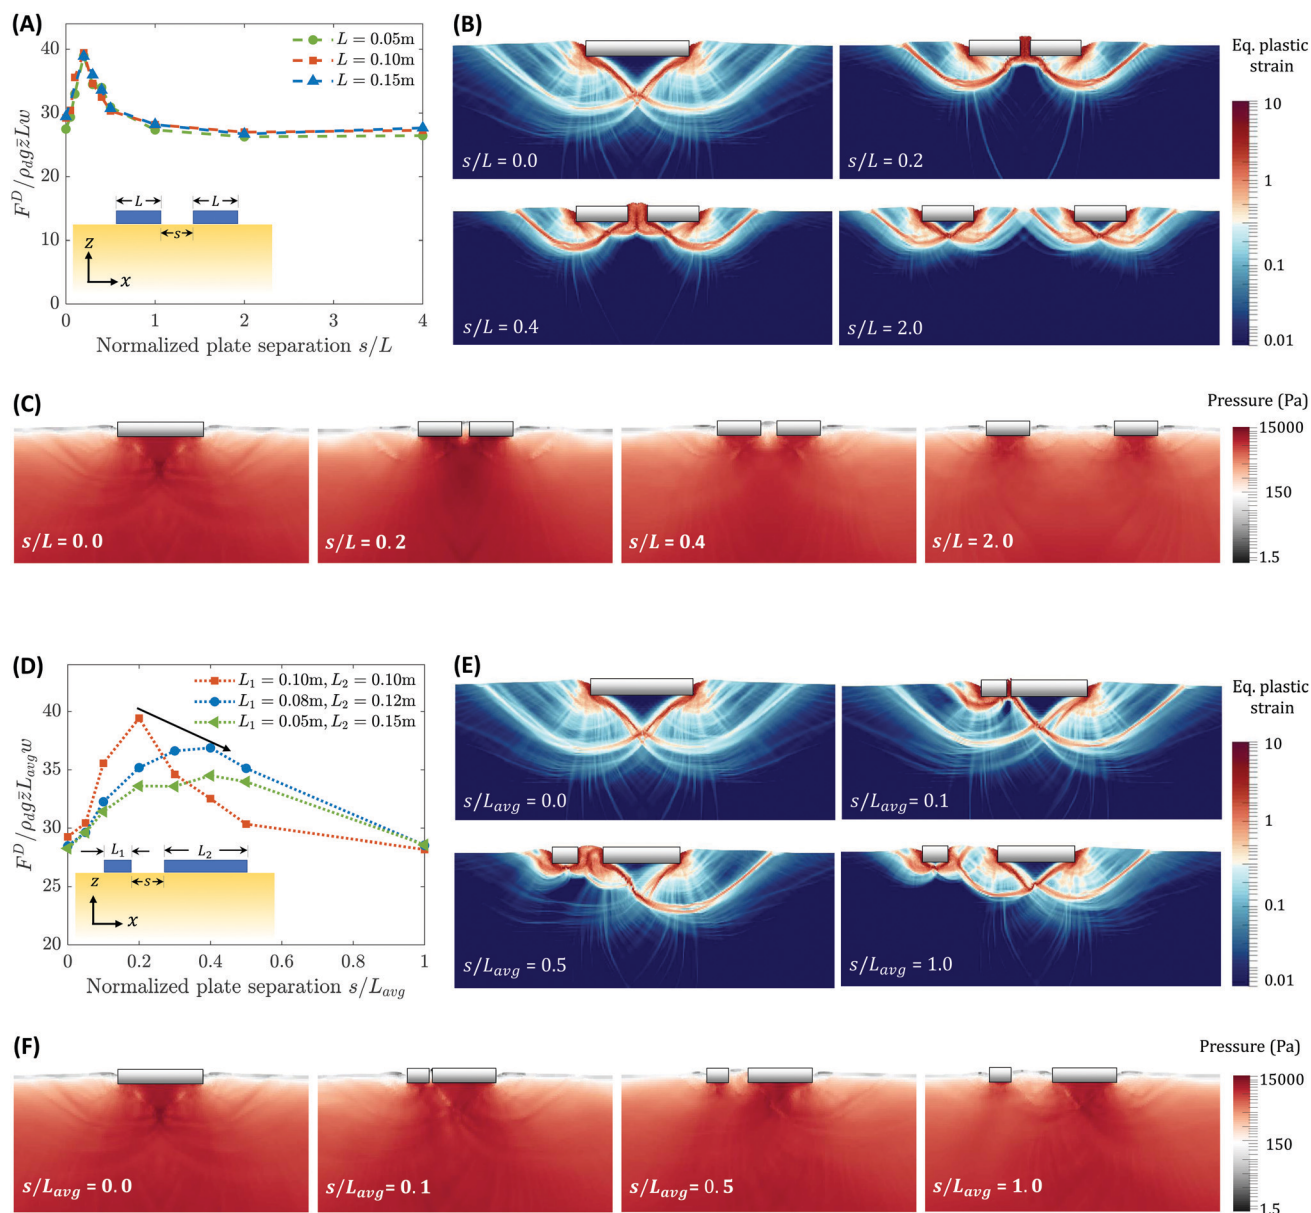 (A)
F^D/ρ_d g z̄ L w
40
30
20
10
0
L = 0.05m
L = 0.10m
L = 0.15m
L
L
s
z
x
0 1 2 3 4
Normalized plate separation s/L
(B)
s/L = 0.0
s/L = 0.2
s/L = 0.4
s/L = 2.0
Eq. plastic
strain
10
1
0.1
0.01
(C)
s/L = 0.0
s/L = 0.2
s/L = 0.4
s/L = 2.0
Pressure (Pa)
15000
150
1.5
(D)
F^D/ρ_d g z̄ L_avg w
40
35
30
25
20
L₁ = 0.10m, L₂ = 0.10m
L₁ = 0.08m, L₂ = 0.12m
L₁ = 0.05m, L₂ = 0.15m
L₁
L₂
s
z
x
0 0.2 0.4 0.6 0.8 1
Normalized plate separation s/L_avg
(E)
s/L_avg = 0.0
s/L_avg = 0.1
s/L_avg = 0.5
s/L_avg = 1.0
Eq. plastic
strain
10
1
0.1
0.01
(F)
s/L_avg = 0.0
s/L_avg = 0.1
s/L_avg = 0.5
s/L_avg = 1.0
Pressure (Pa)
15000
150
1.5